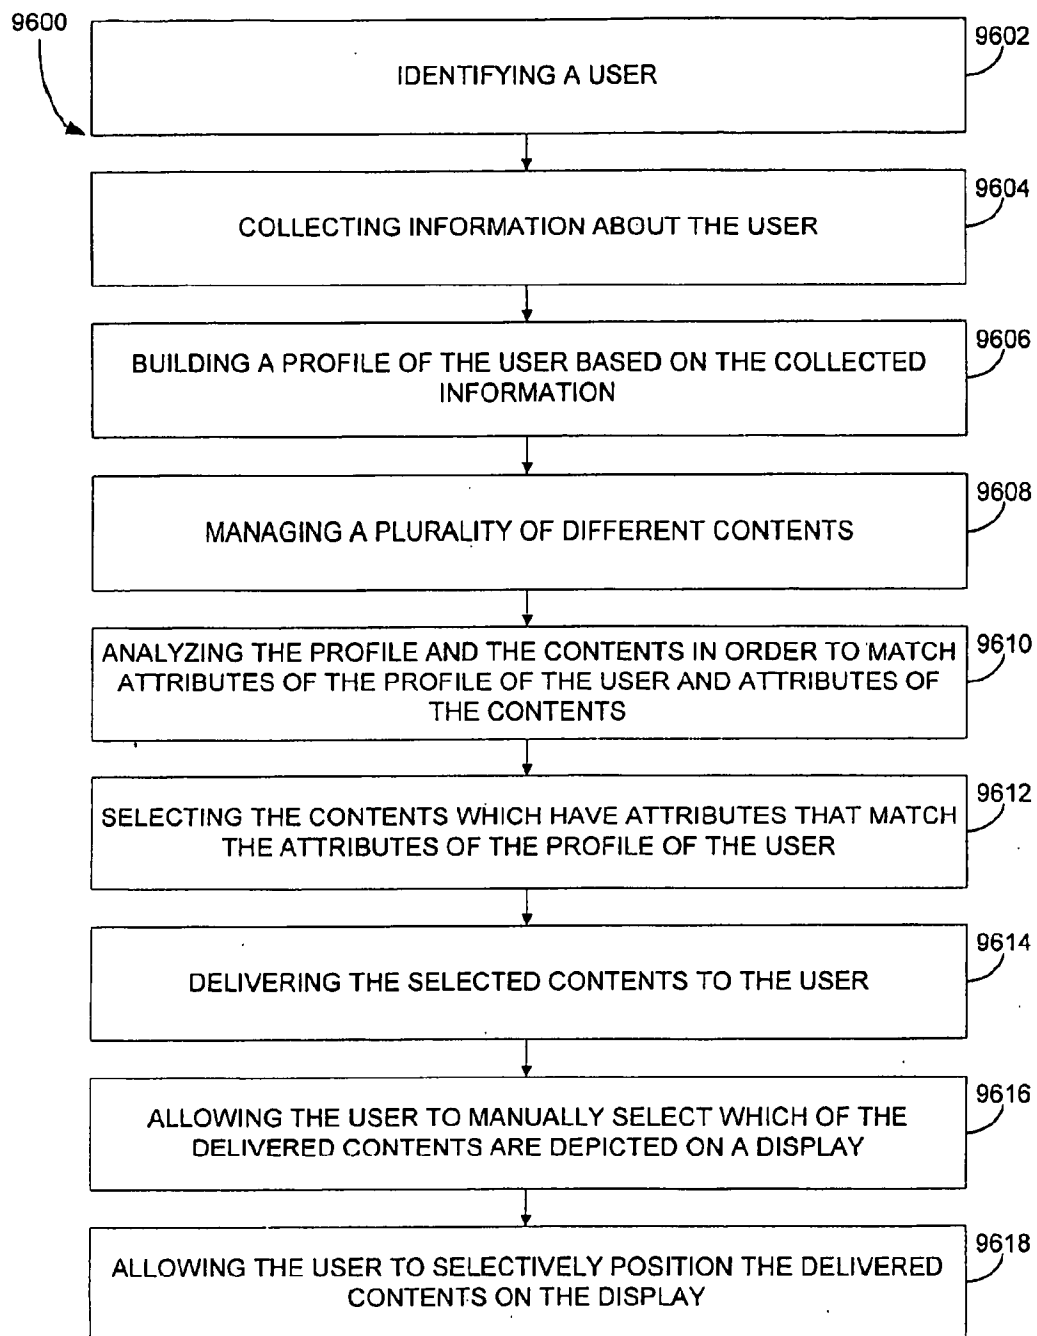 9600
9602
IDENTIFYING A USER
9604
COLLECTING INFORMATION ABOUT THE USER
9606
BUILDING A PROFILE OF THE USER BASED ON THE COLLECTED
INFORMATION
9608
MANAGING A PLURALITY OF DIFFERENT CONTENTS
9610
ANALYZING THE PROFILE AND THE CONTENTS IN ORDER TO MATCH
ATTRIBUTES OF THE PROFILE OF THE USER AND ATTRIBUTES OF
THE CONTENTS
9612
SELECTING THE CONTENTS WHICH HAVE ATTRIBUTES THAT MATCH
THE ATTRIBUTES OF THE PROFILE OF THE USER
9614
DELIVERING THE SELECTED CONTENTS TO THE USER
9616
ALLOWING THE USER TO MANUALLY SELECT WHICH OF THE
DELIVERED CONTENTS ARE DEPICTED ON A DISPLAY
9618
ALLOWING THE USER TO SELECTIVELY POSITION THE DELIVERED
CONTENTS ON THE DISPLAY